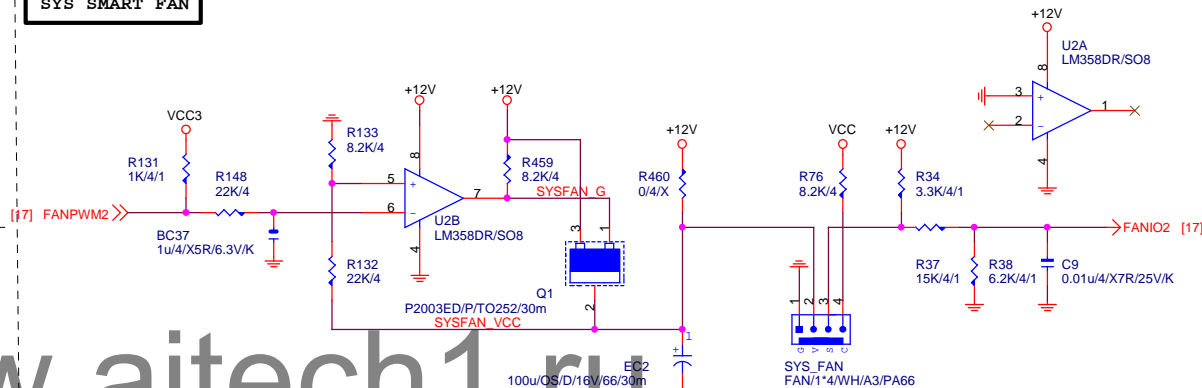 SYS SMART FAN
+12V
U2A
LM358DR/SO8
8
3
+
1
2
−
4
+12V
+12V
VCC3
R133
8.2K/4
8
R131
1K/4/1
R148
22K/4
5
+
7
6
−
U2B
LM358DR/SO8
4
R459
8.2K/4
SYSFAN_G
+12V
VCC
+12V
R460
0/4/X
R76
8.2K/4
R34
3.3K/4/1
[17] FANPWM2
FANIO2 [17]
BC37
1u/4/X5R/6.3V/K
3
1
R132
22K/4
Q1
2
P2003ED/P/TO252/30m
SYSFAN_VCC
R37
15K/4/1
R38
6.2K/4/1
C9
0.01u/4/X7R/25V/K
1
2
3
4
G
V
S
C
1
+
EC2
100u/OS/D/16V/66/30m
SYS_FAN
FAN/1*4/WH/A3/PA66
w.aitech1.ru